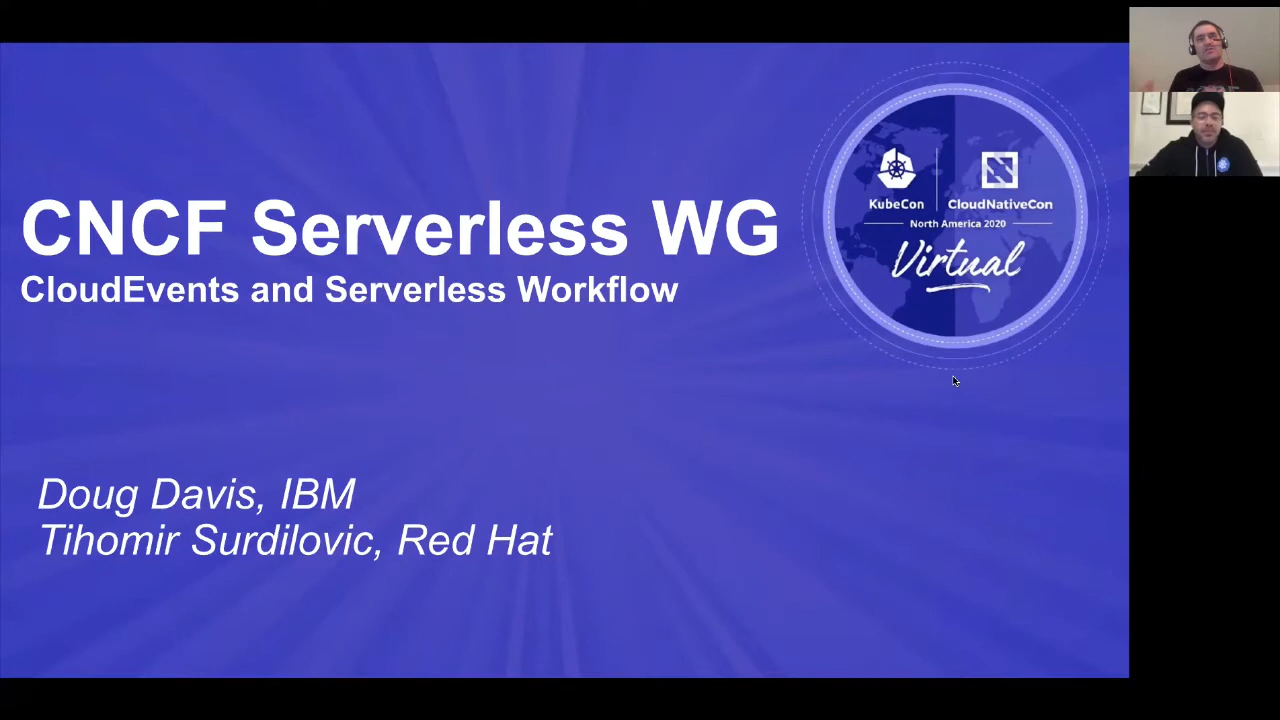 CNCF Serverless WG
CloudEvents and Serverless Workflow
KubeCon
CloudNativeCon
North America 2020
Virtual
Doug Davis, IBM
Tihomir Surdilovic, Red Hat